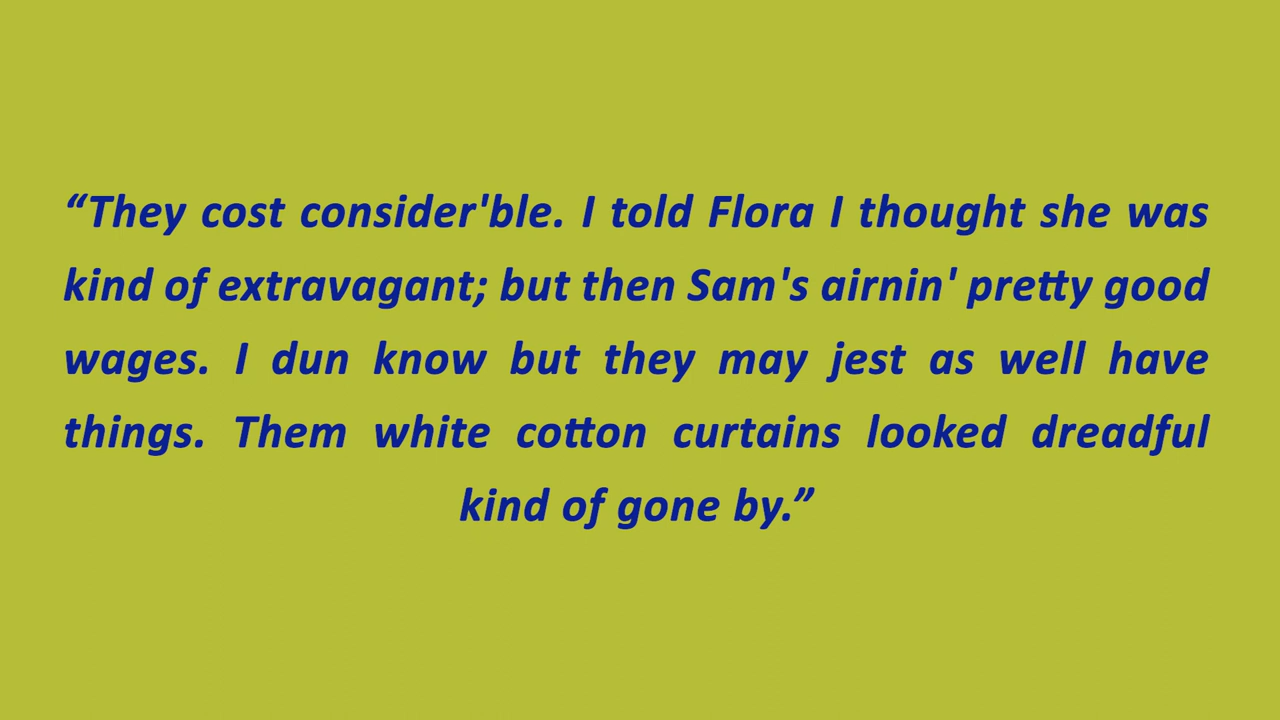 “They cost consider'ble. I told Flora I thought she was
kind of extravagant; but then Sam's airnin' pretty good
wages. I dun know but they may jest as well have
things. Them white cotton curtains looked dreadful
kind of gone by.”